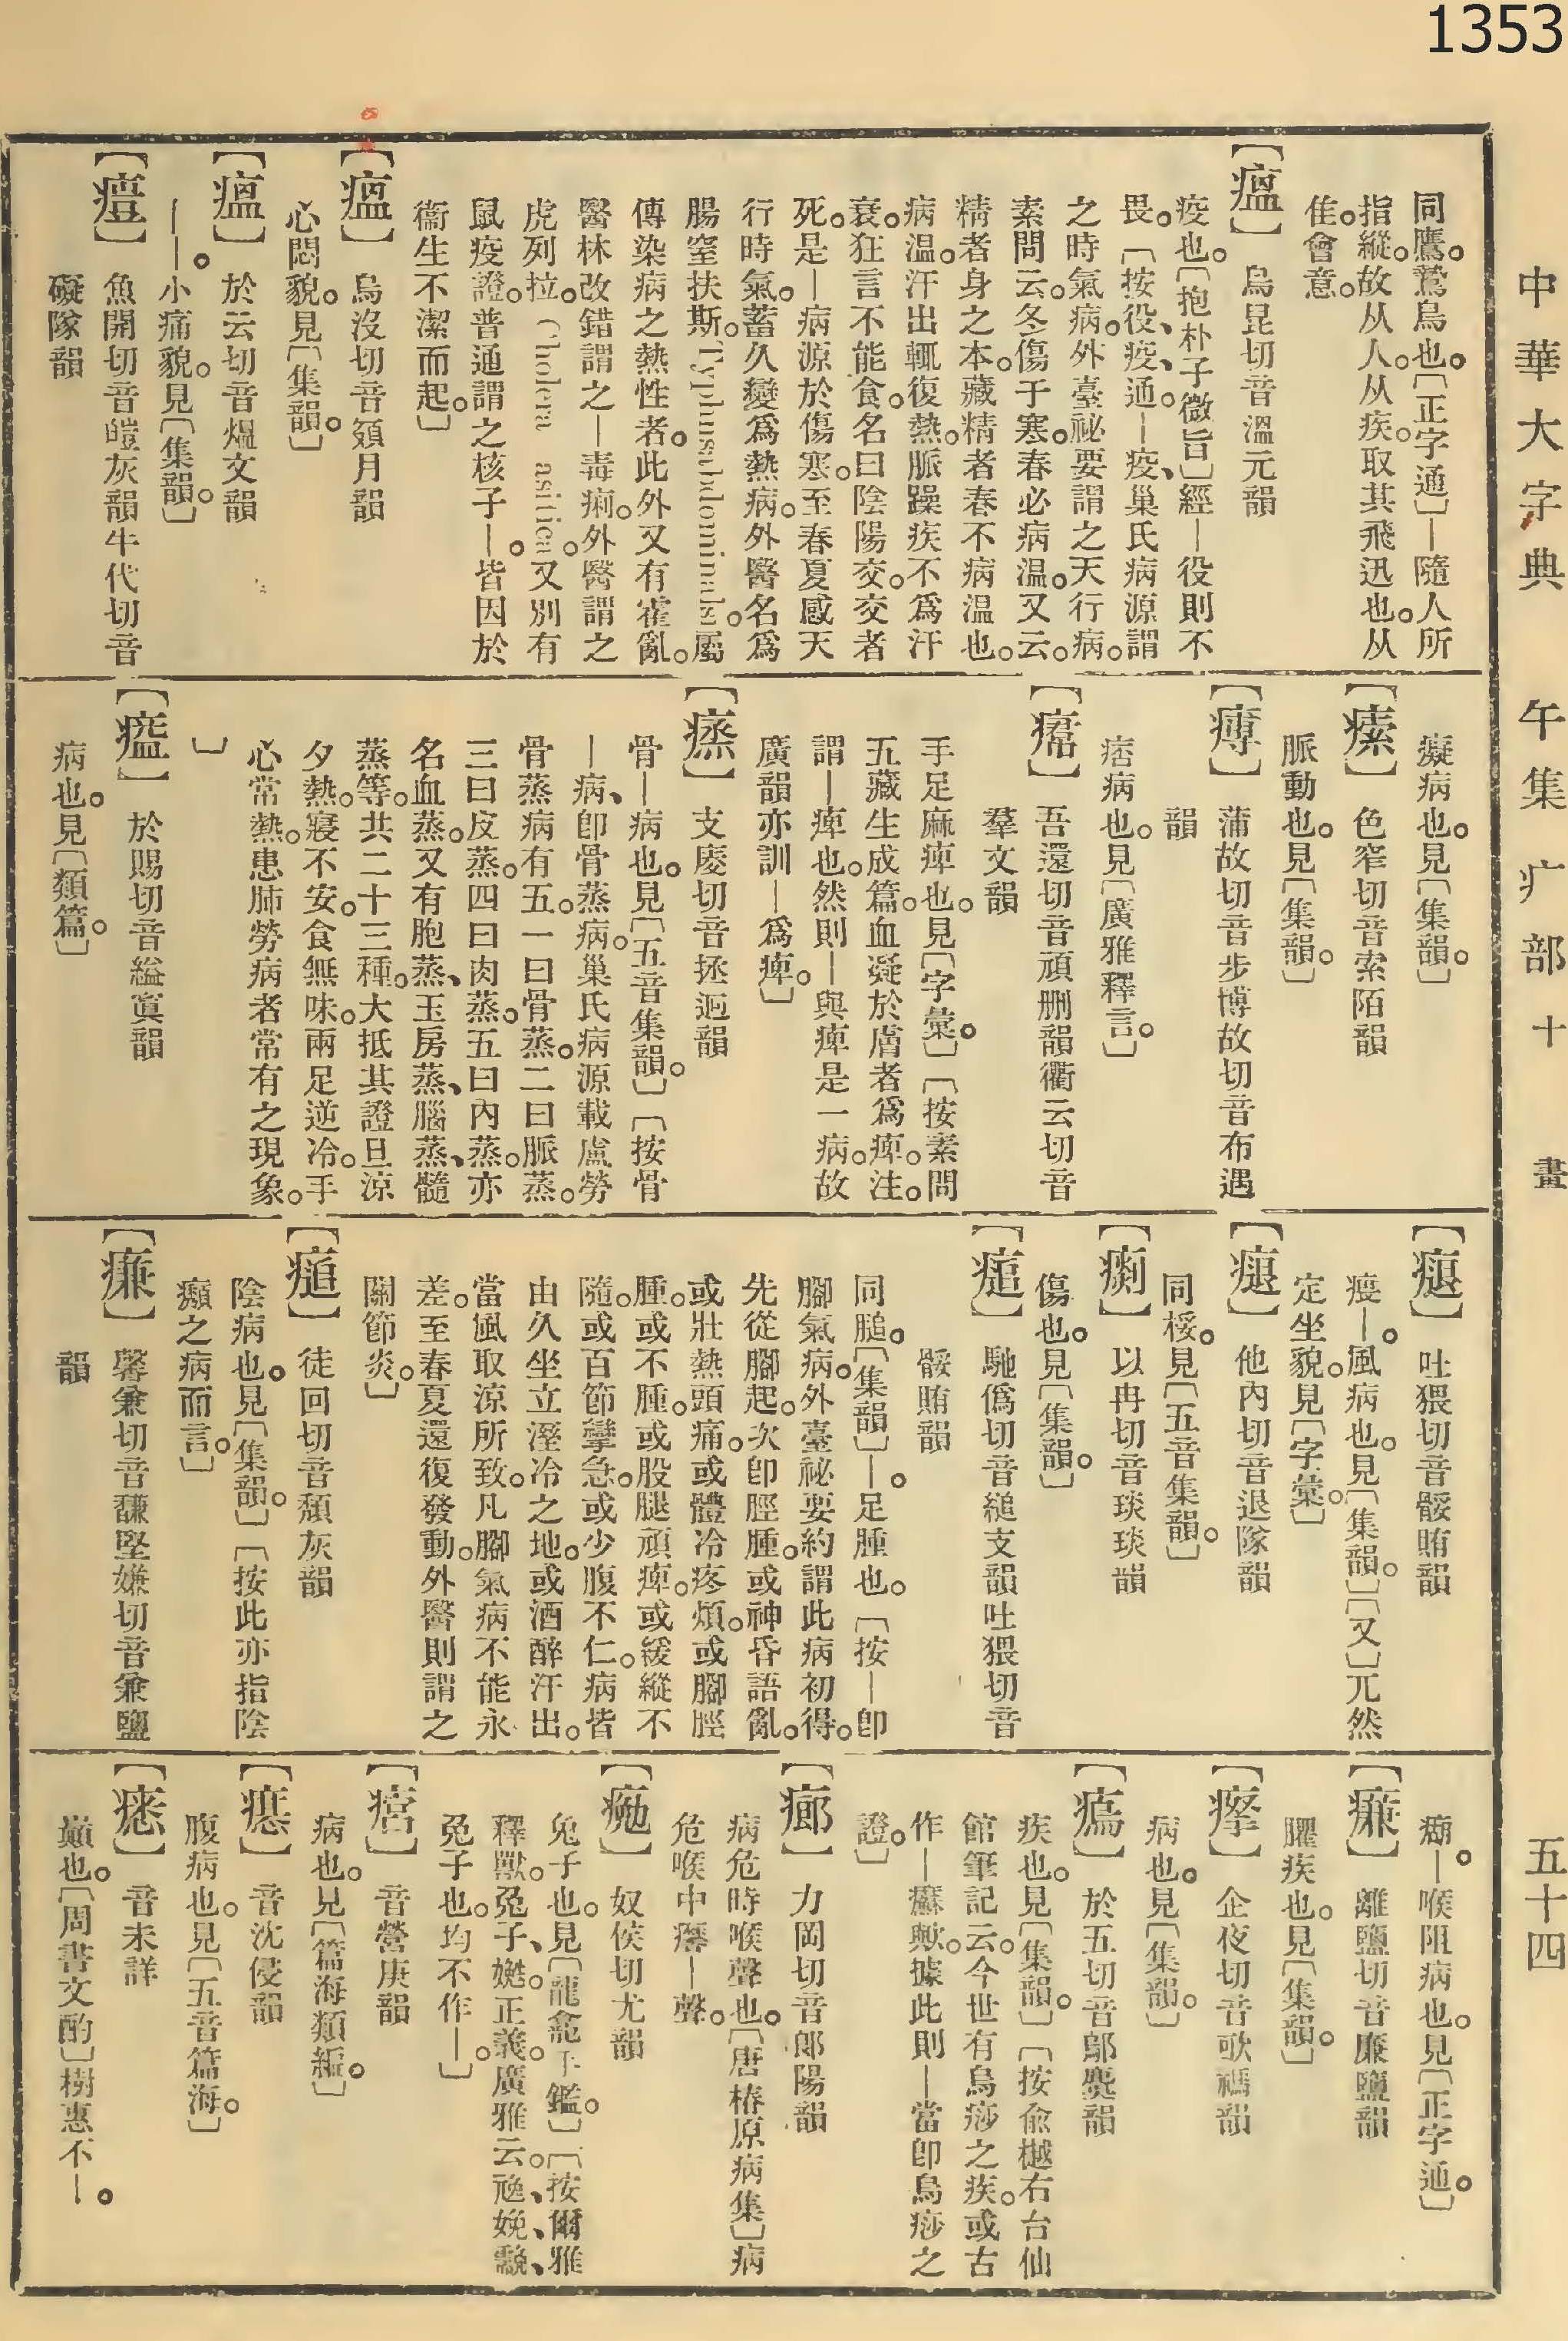 1353
中華大字典　午集　疒部　十畫　五十四
同鷹。鷙鳥也。〔正字通〕｜隨人所
指縱。故从人。从疾。取其飛迅也。从
隹。會意。
【瘟】烏昆切音溫元韻
疫也。〔抱朴子微旨〕經｜役則不
畏。〔按役、疫、通。｜疫、巢氏病源謂
之時氣病。外臺祕要謂之天行病。
素問云。冬傷于寒。春必病溫。又云。
精者身之本。藏精者春不病溫也。
病溫。汗出輒復熱。脈躁疾不爲汗
衰。狂言不能食。名曰陰陽交。交者
死。是｜病源於傷寒。至春夏感天
行時氣。蓄久變爲熱病。外醫名爲
腸窒扶斯。Typhusabdominuls。屬
傳染病之熱性者。此外又有霍亂。
醫林改錯謂之｜毒痢。外醫謂之
虎列拉。Cholera asitica。又別有
鼠疫證。普通謂之核子｜。皆因於
衞生不潔而起。〕
【瘟】烏沒切音頞月韻
心悶貌。見〔集韻。〕
【瘟】於云切音熅文韻
｜｜。小痛貌。見〔集韻。〕
【㾺】魚開切音皚灰韻牛代切音
礙隊韻
癡病也。見〔集韻。〕
【㾹】色窄切音索陌韻
脈動也。見〔集韻。〕
【㾻】蒲故切音步博故切音布遇
韻
痞病也。見〔廣雅釋言。〕
吾還切音頑刪韻衢云切音
羣文韻
手足麻痺也。見〔字彙。〕〔按素問
五藏生成篇。血凝於膚者爲痺。注。
謂｜痺也。然則｜與痺是一病。故
廣韻亦訓｜爲痺。〕
支庱切音拯迥韻
骨｜病也。見〔五音集韻。〕〔按骨
｜病、卽骨蒸病。巢氏病源載虛勞
骨蒸病有五。一曰骨蒸。二曰脈蒸。
三曰皮蒸。四曰肉蒸。五曰內蒸。亦
名血蒸。又有胞蒸、玉房蒸、腦蒸、髓
蒸等。共二十三種。大抵其證旦涼
夕熱。寢不安。食無味。兩足逆冷。手
心常熱。患肺勞病者常有之現象。
〕
於賜切音縊寘韻
病也。見〔類篇。〕
吐猥切音骽賄韻
㾯｜。風病也。見〔集韻。〕〔又〕兀然
定坐貌。見〔字彙。〕
他內切音退隊韻
同㾯。見〔五音集韻。〕
以冉切音琰琰韻
傷也。見〔集韻。〕
【㿉】馳僞切音縋支韻吐猥切音
骽賄韻
同膇。〔集韻〕｜。足腫也。〔按｜卽
腳氣病。外臺祕要約謂此病初得。
先從腳起。次卽脛腫。或神昏語亂。
或壯熱頭痛。或體冷疼煩。或腳脛
腫。或不腫。或股腿頑痺。或緩縱不
隨。或百節攣急。或少腹不仁。病皆
由久坐立溼冷之地。或酒醉汗出。
當風取涼所致。凡腳氣病不能永
差。至春夏還復發動。外醫則謂之
關節炎。〕
徒回切音頹灰韻
陰病也。見〔集韻。〕〔按此亦指陰
㿗之病而言。〕
馨兼切音馦堅嫌切音兼鹽
韻
㾰。｜喉阻病也。見〔正字通。〕
離鹽切音廉鹽韻
臞疾也。見〔集韻。〕
企夜切音歌禡韻
病也。見〔集韻。〕
於五切音鄔麌韻
疾也。見〔集韻。〕〔按俞樾右台仙
館筆記云。今世有烏痧之疾。或古
作｜癬歟。據此則｜當卽烏痧之
證。〕
力岡切音郞陽韻
病危時喉聲也。〔唐椿原病集〕病
危喉中癧｜聲。
奴侯切尤韻
兔子也。見〔龍龕手鑑。〕〔按爾雅
釋獸。兔子、嬎。正義。廣雅云。㕙、娩、䨲、
兔子也。均不作｜。〕
音營庚韻
病也。見〔篇海類編。〕
音沈侵韻
腹病也。見〔五音篇海。〕
音未詳
巔也。〔周書文酌〕樹惠不｜。